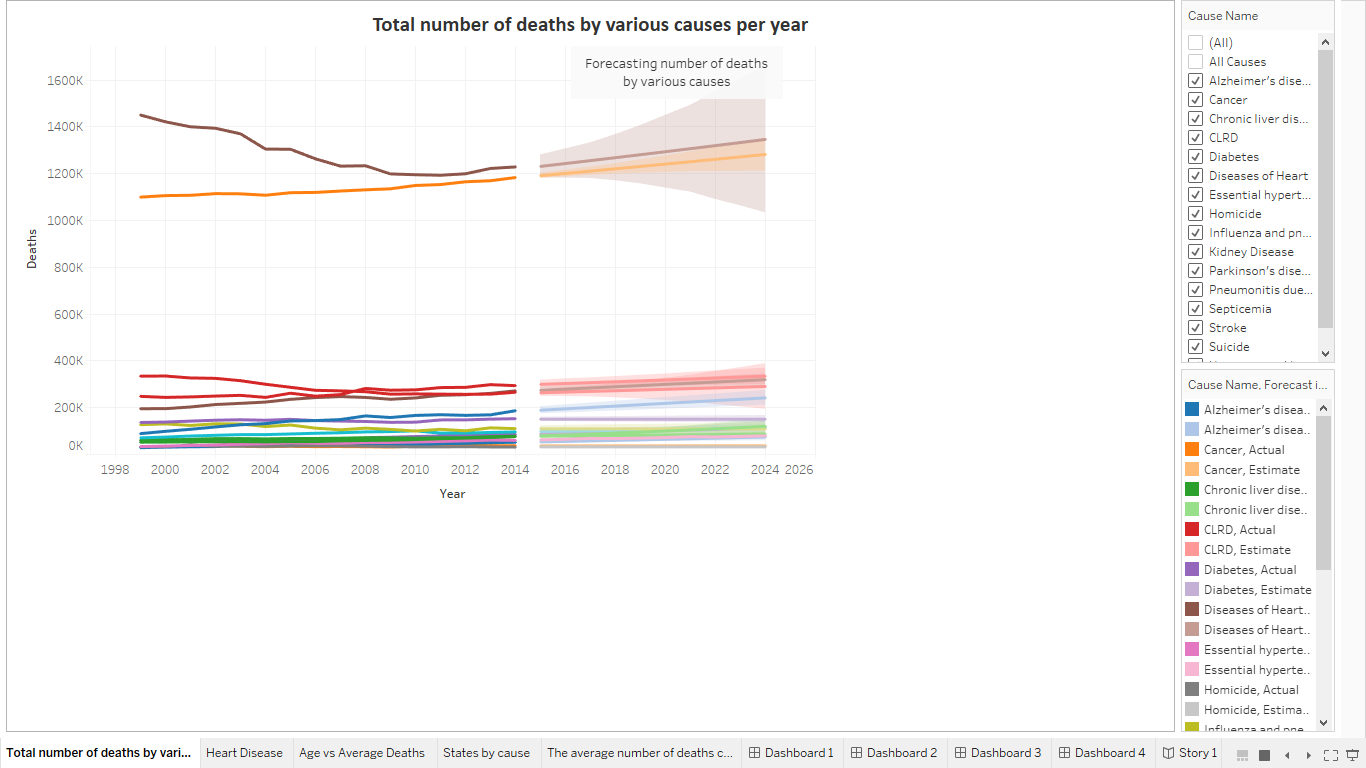 Total number of deaths by various causes per year
Forecasting number of deaths
by various causes
1600K
1400K
1200K
1000K
800K
600K
400K
200K
0K
Deaths
1998 2000 2002 2004 2006 2008 2010 2012 2014 2016 2018 2020 2022 2024 2026
Year
Cause Name
(All)
All Causes
Alzheimer's dise...
Cancer
Chronic liver dis...
CLRD
Diabetes
Diseases of Heart
Essential hypert...
Homicide
Influenza and pn...
Kidney Disease
Parkinson's dise...
Pneumonitis due...
Septicemia
Stroke
Suicide
Cause Name, Forecast i...
Alzheimer's disea..
Alzheimer's disea..
Cancer, Actual
Cancer, Estimate
Chronic liver dise..
Chronic liver dise..
CLRD, Actual
CLRD, Estimate
Diabetes, Actual
Diabetes, Estimate
Diseases of Heart..
Diseases of Heart..
Essential hyperte..
Essential hyperte..
Homicide, Actual
Homicide, Estima..
Influenza and pne..
Total number of deaths by vari... Heart Disease Age vs Average Deaths States by cause The average number of deaths c... Dashboard 1 Dashboard 2 Dashboard 3 Dashboard 4 Story 1